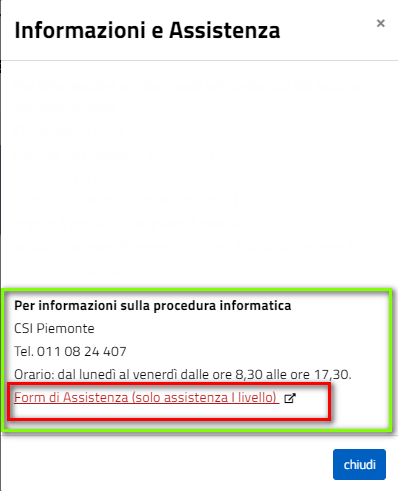 Informazioni e Assistenza
×
Per informazioni sulla procedura informatica
CSI Piemonte
Tel. 011 08 24 407
Orario: dal lunedì al venerdì dalle ore 8,30 alle ore 17,30.
Form di Assistenza (solo assistenza I livello)
chiudi